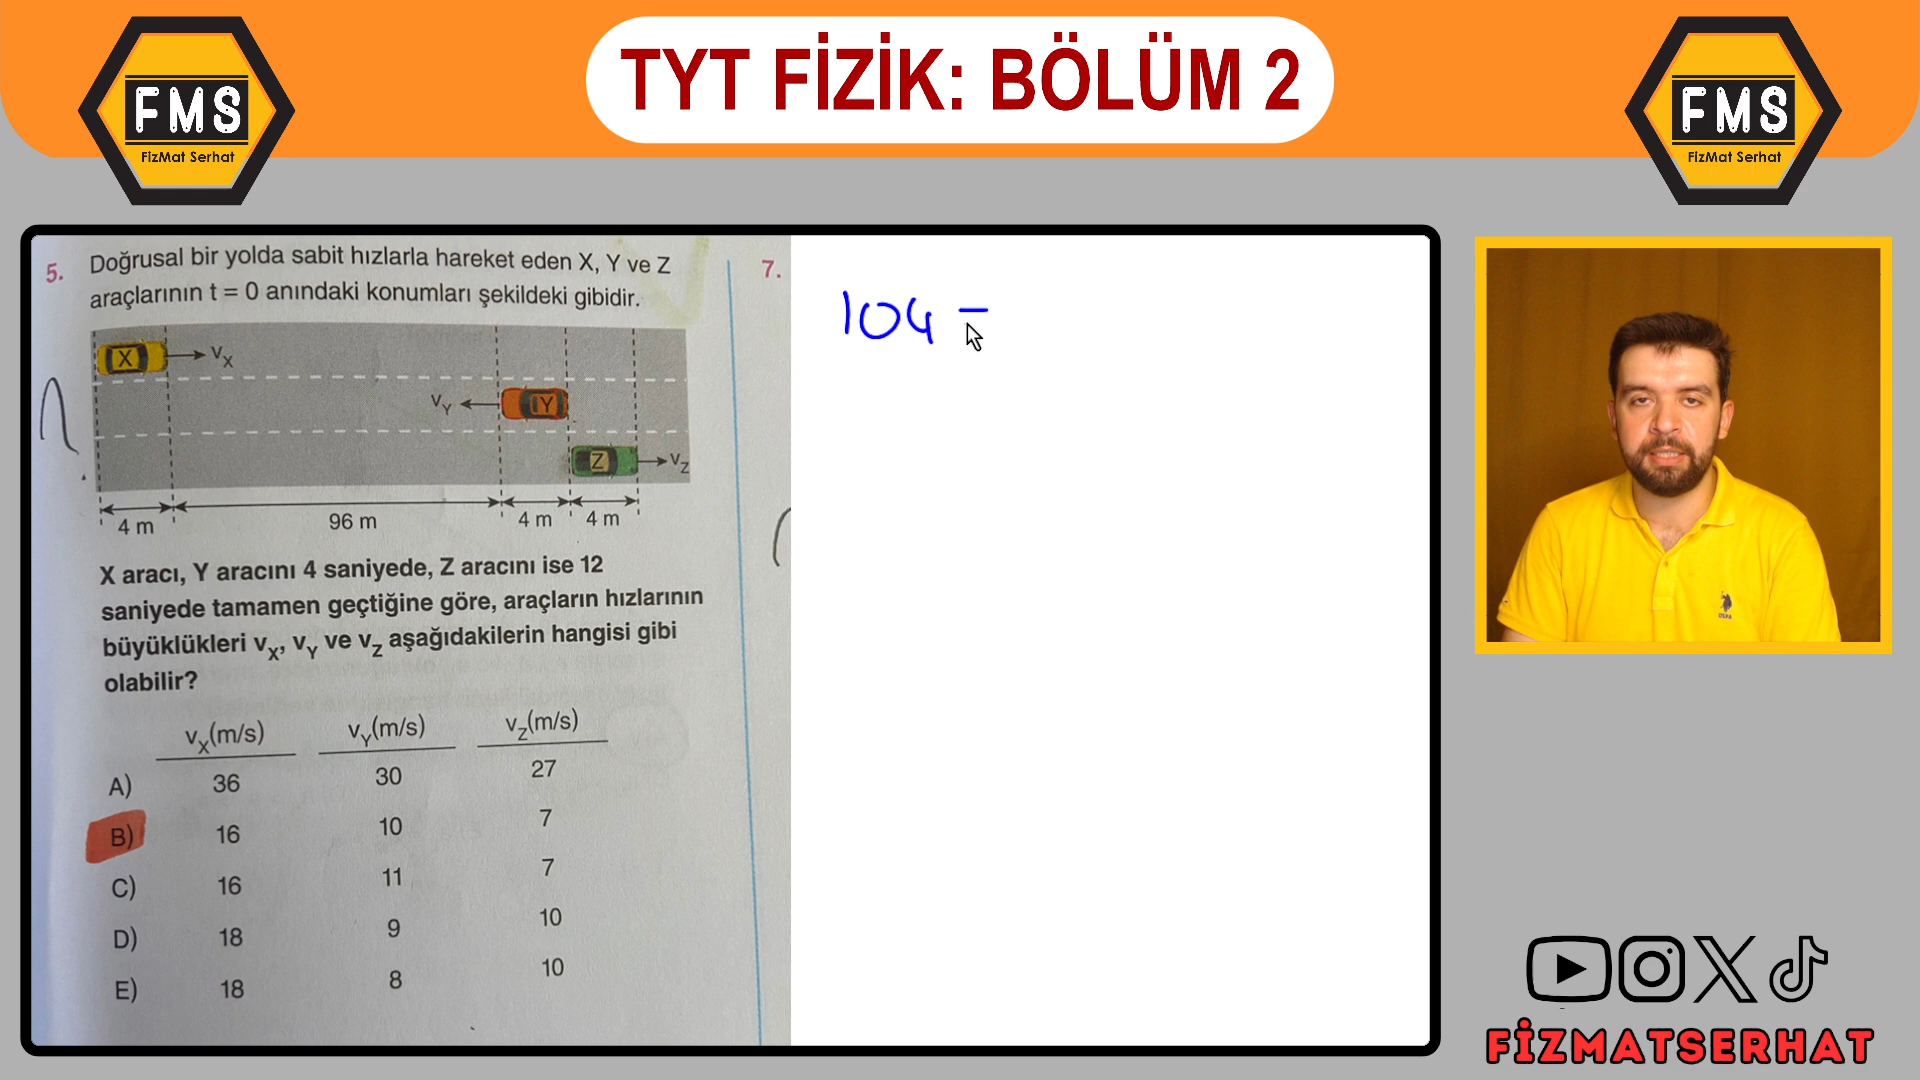 TYT FİZİK: BÖLÜM 2
FMS
FizMat Serhat
FMS
FizMat Serhat
5. Doğrusal bir yolda sabit hızlarla hareket eden X, Y ve Z
araçlarının t = 0 anındaki konumları şekildeki gibidir.
X
vX
vY
Y
Z
vZ
4 m
96 m
4 m
4 m
X aracı, Y aracını 4 saniyede, Z aracını ise 12
saniyede tamamen geçtiğine göre, araçların hızlarının
büyüklükleri vX, vY ve vZ aşağıdakilerin hangisi gibi
olabilir?
vX(m/s) vY(m/s) vZ(m/s)
A) 36 30 27
B) 16 10 7
C) 16 11 7
D) 18 9 10
E) 18 8 10
7.
104 =
FİZMATSERHAT